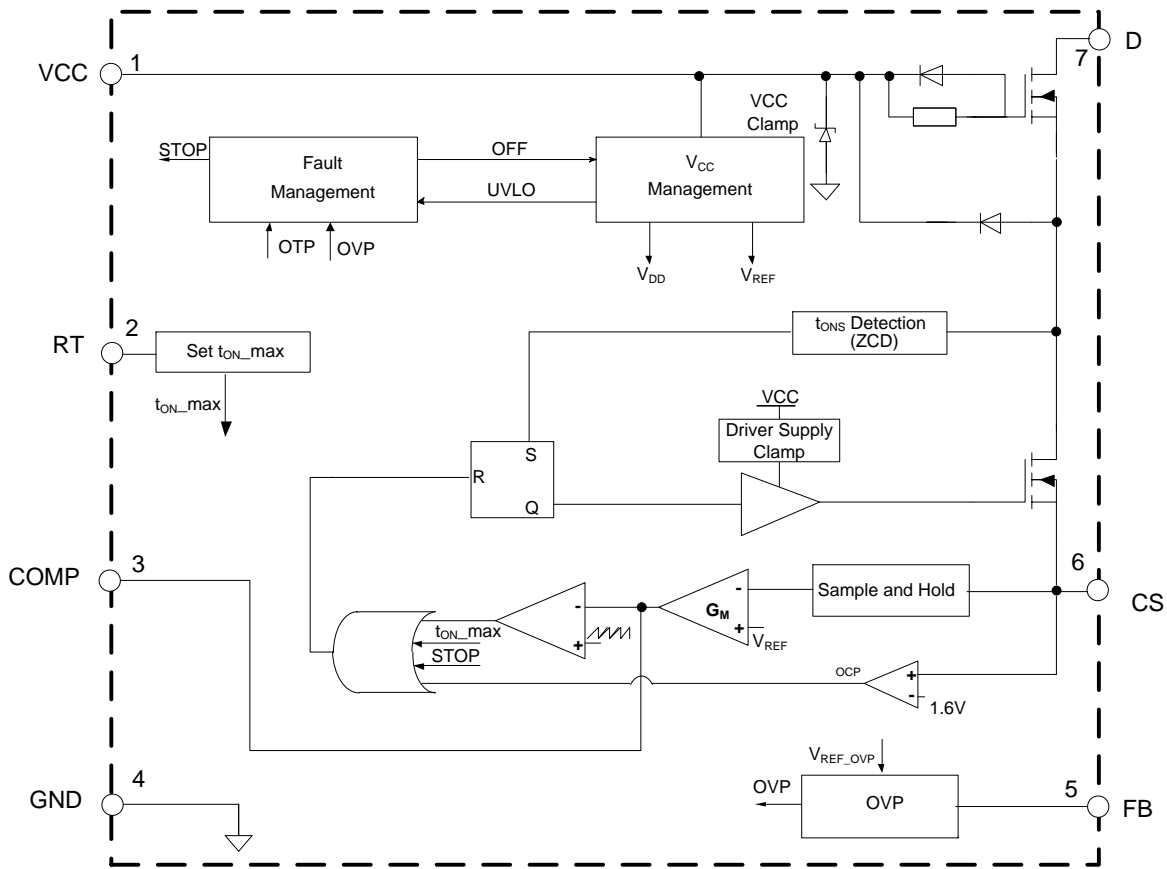 D
7
VCC
1
VCC
Clamp
STOP
Fault
Management
OFF
UVLO
VCC
Management
OTP
OVP
VDD
VREF
RT
2
Set tON_max
tON_max
tONS Detection
(ZCD)
VCC
Driver Supply
Clamp
S
R
Q
COMP
3
6
CS
Sample and Hold
-
GM
+
VREF
-
+
tON_max
STOP
OCP
+
-
1.6V
VREF_OVP
OVP
OVP
5
FB
GND
4